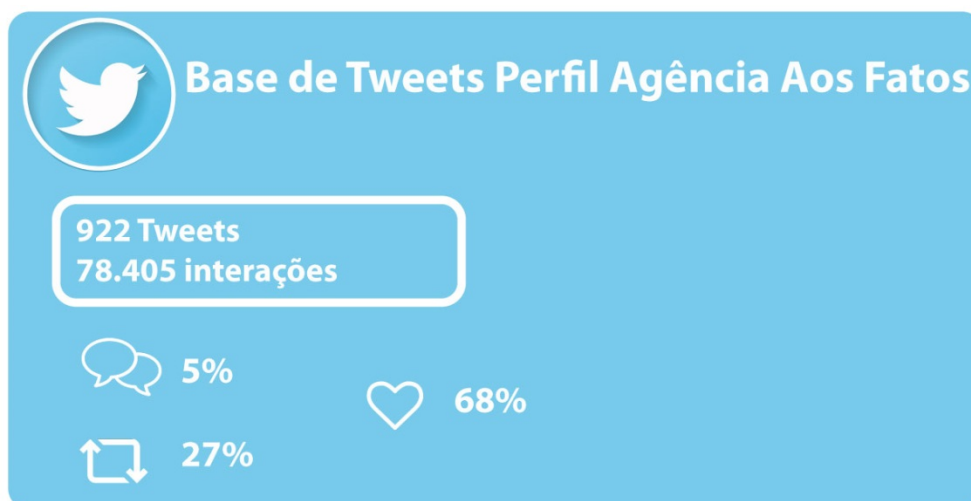 Base de Tweets Perfil Agência Aos Fatos
922 Tweets
78.405 interações
5%
68%
27%